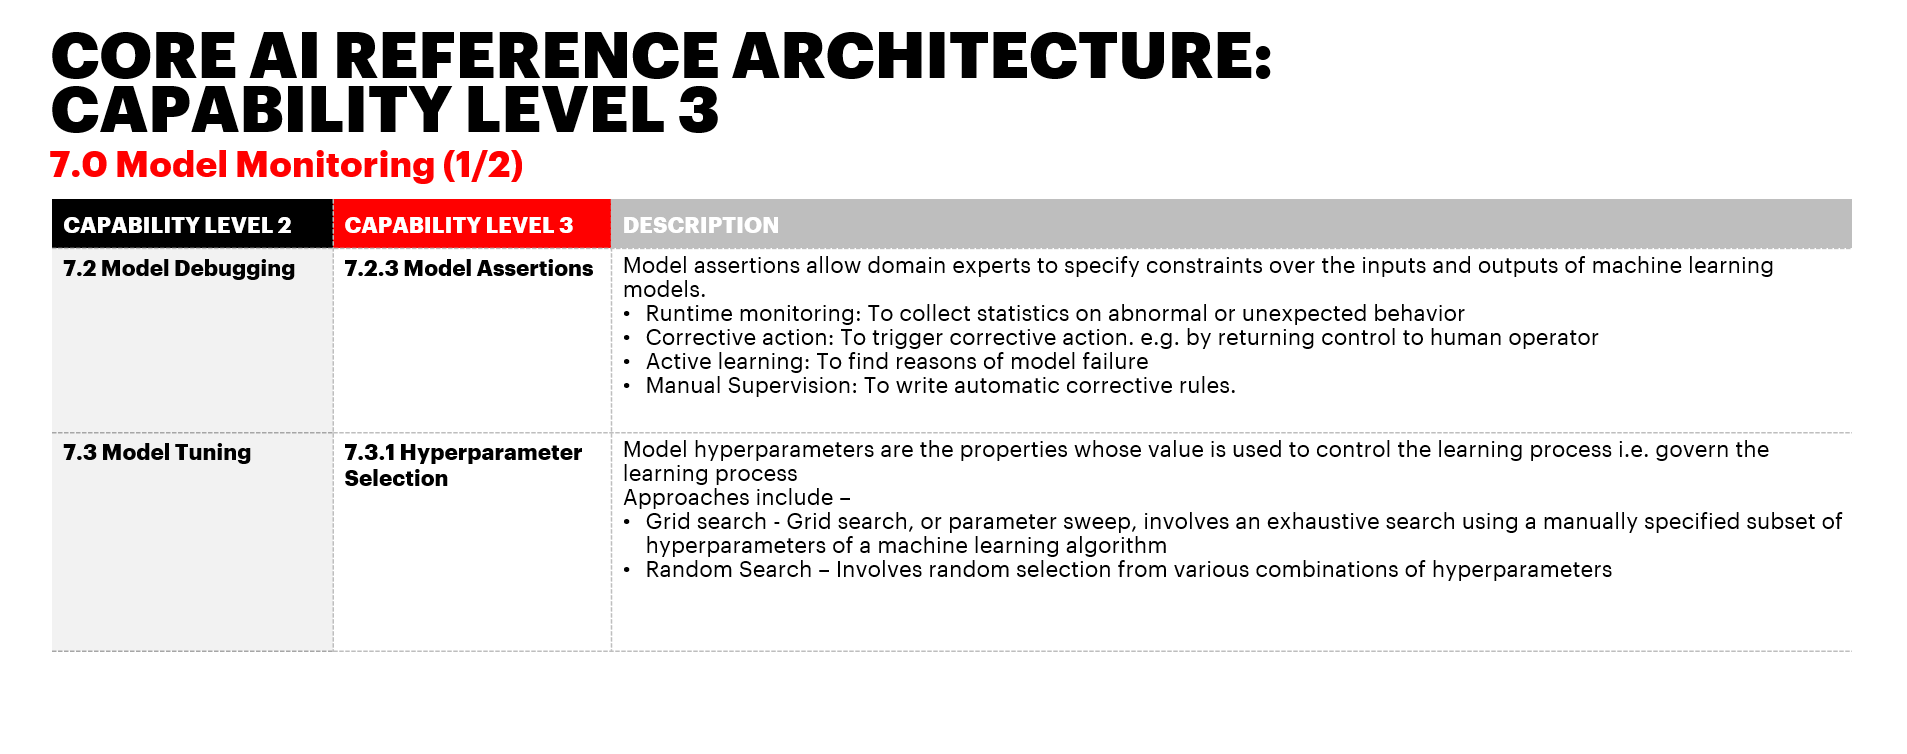 CORE AI REFERENCE ARCHITECTURE:
CAPABILITY LEVEL 3
7.0 Model Monitoring (1/2)
CAPABILITY LEVEL 2
CAPABILITY LEVEL 3
DESCRIPTION
7.2 Model Debugging
7.2.3 Model Assertions
Model assertions allow domain experts to specify constraints over the inputs and outputs of machine learning
models.
• Runtime monitoring: To collect statistics on abnormal or unexpected behavior
• Corrective action: To trigger corrective action. e.g. by returning control to human operator
• Active learning: To find reasons of model failure
• Manual Supervision: To write automatic corrective rules.
7.3 Model Tuning
7.3.1 Hyperparameter
Selection
Model hyperparameters are the properties whose value is used to control the learning process i.e. govern the
learning process
Approaches include –
• Grid search - Grid search, or parameter sweep, involves an exhaustive search using a manually specified subset of
hyperparameters of a machine learning algorithm
• Random Search – Involves random selection from various combinations of hyperparameters